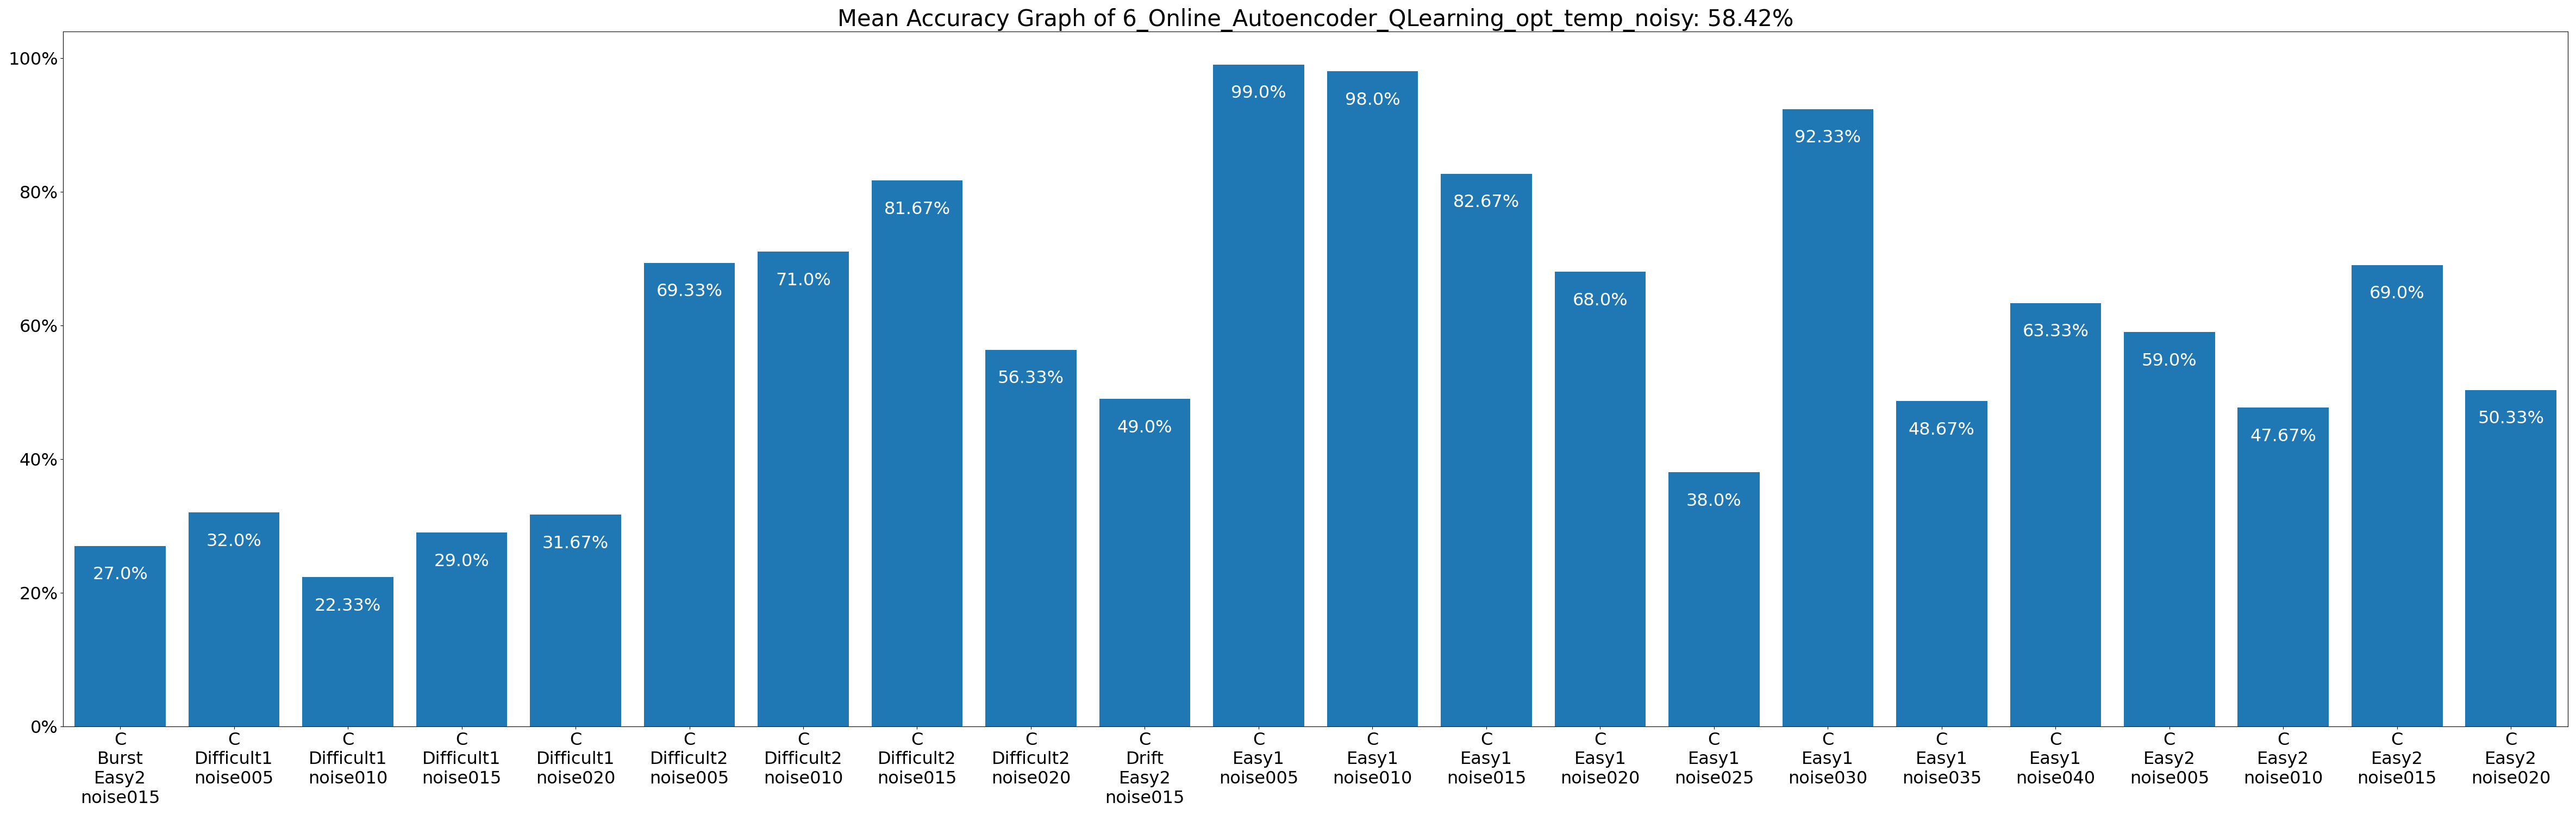 Mean Accuracy Graph of 6_Online_Autoencoder_QLearning_opt_temp_noisy: 58.42%
100%
80%
60%
40%
20%
0%
27.0%
32.0%
22.33%
29.0%
31.67%
69.33%
71.0%
81.67%
56.33%
49.0%
99.0%
98.0%
82.67%
68.0%
38.0%
92.33%
48.67%
63.33%
59.0%
47.67%
69.0%
50.33%
C
Burst
Easy2
noise015
C
Difficult1
noise005
C
Difficult1
noise010
C
Difficult1
noise015
C
Difficult1
noise020
C
Difficult2
noise005
C
Difficult2
noise010
C
Difficult2
noise015
C
Difficult2
noise020
C
Drift
Easy2
noise015
C
Easy1
noise005
C
Easy1
noise010
C
Easy1
noise015
C
Easy1
noise020
C
Easy1
noise025
C
Easy1
noise030
C
Easy1
noise035
C
Easy1
noise040
C
Easy2
noise005
C
Easy2
noise010
C
Easy2
noise015
C
Easy2
noise020